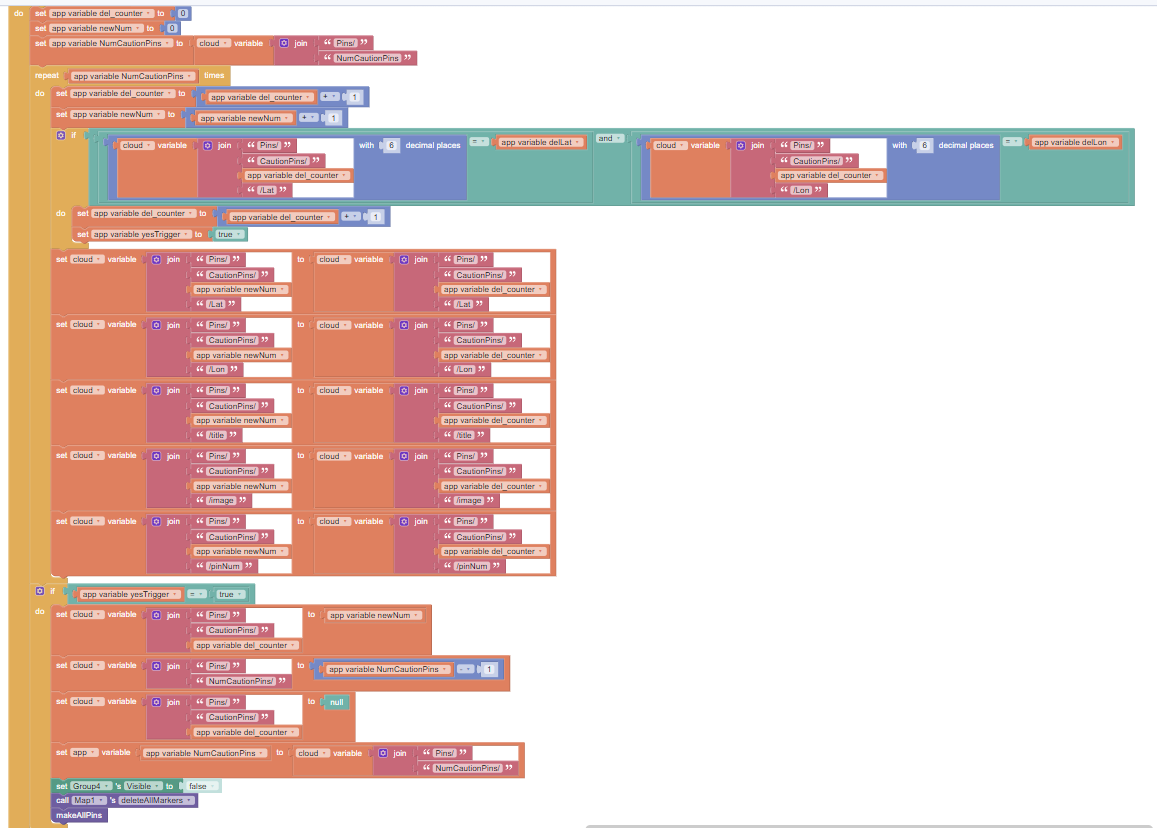 do set app variable del_counter to 0
set app variable newNum to 0
set app variable NumCautionPins to cloud variable join “ Pins/ ”
“ NumCautionPins ”
repeat app variable NumCautionPins times
do set app variable del_counter to app variable del_counter + 1
set app variable newNum to app variable newNum + 1
if cloud variable join “ Pins/ ” with 6 decimal places = app variable delLat and cloud variable join “ Pins/ ” with 6 decimal places = app variable delLon
“ CautionPins/ ” “ CautionPins/ ”
app variable del_counter app variable del_counter
“ /Lat ” “ /Lon ”
do set app variable del_counter to app variable del_counter + 1
set app variable yesTrigger to true
set cloud variable join “ Pins/ ” to cloud variable join “ Pins/ ”
“ CautionPins/ ” “ CautionPins/ ”
app variable newNum app variable del_counter
“ /Lat ” “ /Lat ”
set cloud variable join “ Pins/ ” to cloud variable join “ Pins/ ”
“ CautionPins/ ” “ CautionPins/ ”
app variable newNum app variable del_counter
“ /Lon ” “ /Lon ”
set cloud variable join “ Pins/ ” to cloud variable join “ Pins/ ”
“ CautionPins/ ” “ CautionPins/ ”
app variable newNum app variable del_counter
“ /title ” “ /title ”
set cloud variable join “ Pins/ ” to cloud variable join “ Pins/ ”
“ CautionPins/ ” “ CautionPins/ ”
app variable newNum app variable del_counter
“ /image ” “ /image ”
set cloud variable join “ Pins/ ” to cloud variable join “ Pins/ ”
“ CautionPins/ ” “ CautionPins/ ”
app variable newNum app variable del_counter
“ /pinNum ” “ /pinNum ”
if app variable yesTrigger = true
do set cloud variable join “ Pins/ ” to app variable newNum
“ CautionPins/ ”
app variable del_counter
set cloud variable join “ Pins/ ” to app variable NumCautionPins - 1
“ NumCautionPins/ ”
set cloud variable join “ Pins/ ” to null
“ CautionPins/ ”
app variable del_counter
set app variable app variable NumCautionPins to cloud variable join “ Pins/ ”
“ NumCautionPins/ ”
set Group4 's Visible to false
call Map1 's deleteAllMarkers
makeAllPins